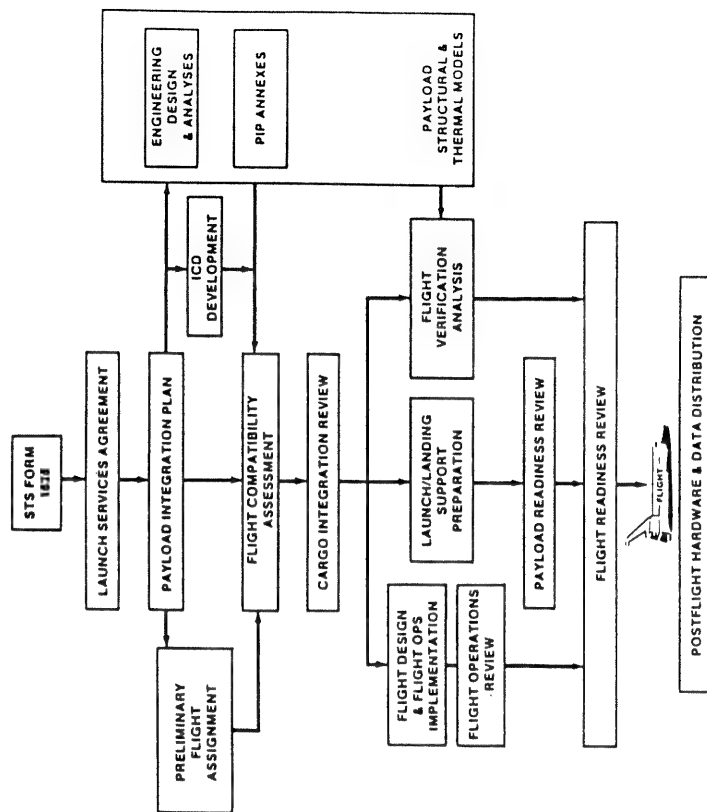 STS FORM
LAUNCH SERVICES AGREEMENT
PAYLOAD INTEGRATION PLAN
PRELIMINARY
FLIGHT
ASSIGNMENT
ICD
DEVELOPMENT
ENGINEERING
DESIGN
& ANALYSES
PIP ANNEXES
PAYLOAD
STRUCTURAL &
THERMAL MODELS
FLIGHT COMPATIBILITY
ASSESSMENT
CARGO INTEGRATION REVIEW
FLIGHT DESIGN
& FLIGHT OPS
IMPLEMENTATION
FLIGHT OPERATIONS
REVIEW
LAUNCH/LANDING
SUPPORT
PREPARATION
PAYLOAD READINESS REVIEW
FLIGHT
VERIFICATION
ANALYSIS
FLIGHT READINESS REVIEW
FLIGHT
POSTFLIGHT HARDWARE & DATA DISTRIBUTION